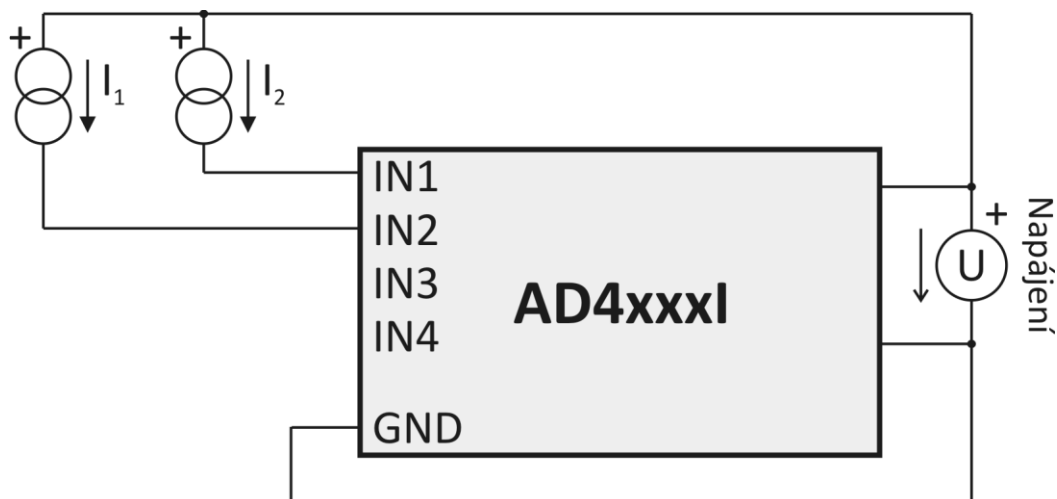 +
+
I1
I2
IN1
IN2
IN3
IN4
GND
AD4xxxI
+
U
Napájení